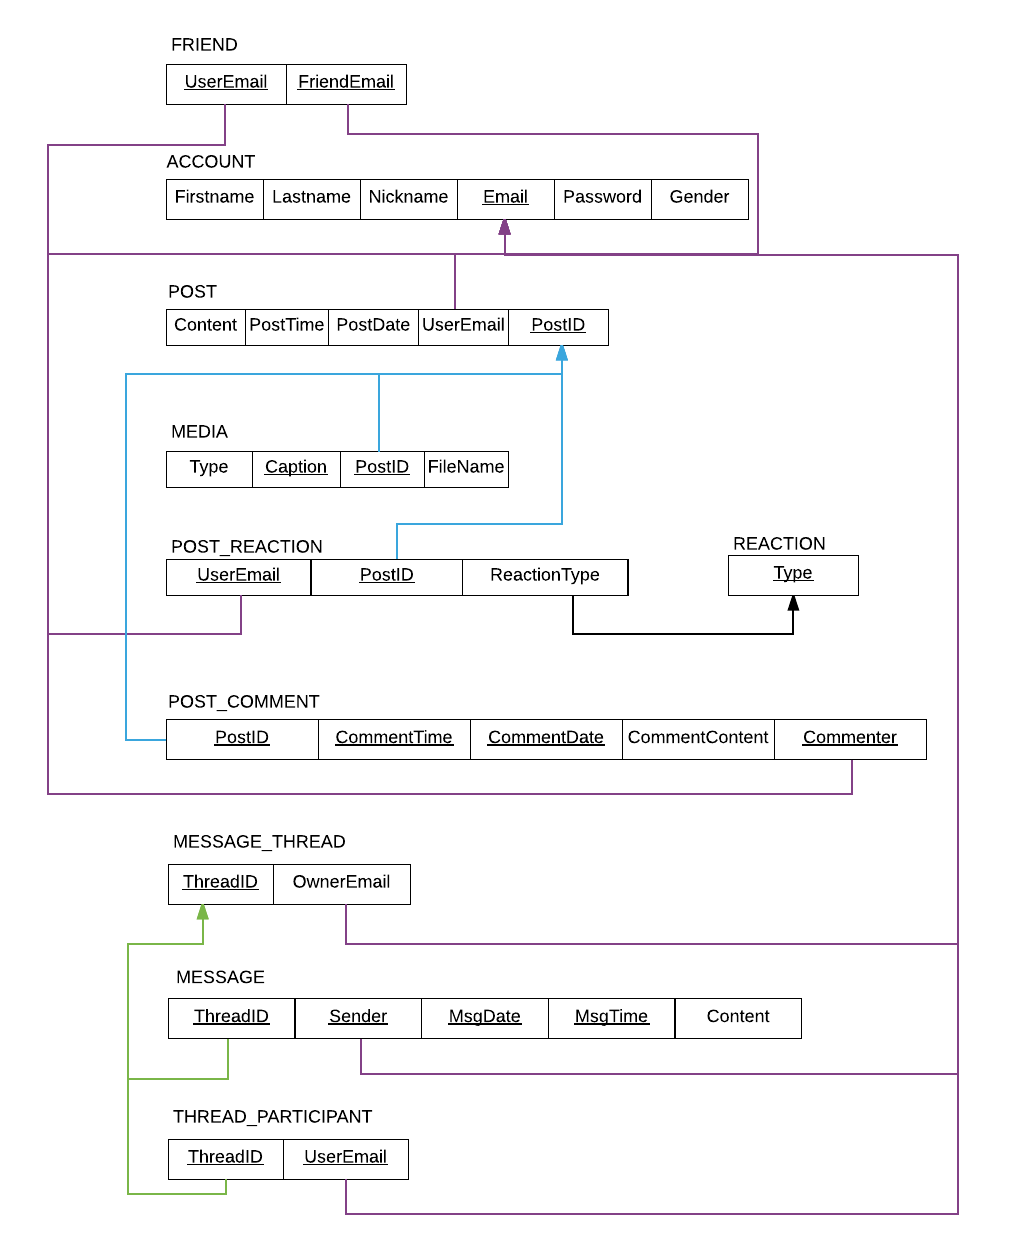 FRIEND
UserEmail FriendEmail
ACCOUNT
Firstname Lastname Nickname Email Password Gender
POST
Content PostTime PostDate UserEmail PostID
MEDIA
Type Caption PostID FileName
POST_REACTION
UserEmail PostID ReactionType
REACTION
Type
POST_COMMENT
PostID CommentTime CommentDate CommentContent Commenter
MESSAGE_THREAD
ThreadID OwnerEmail
MESSAGE
ThreadID Sender MsgDate MsgTime Content
THREAD_PARTICIPANT
ThreadID UserEmail